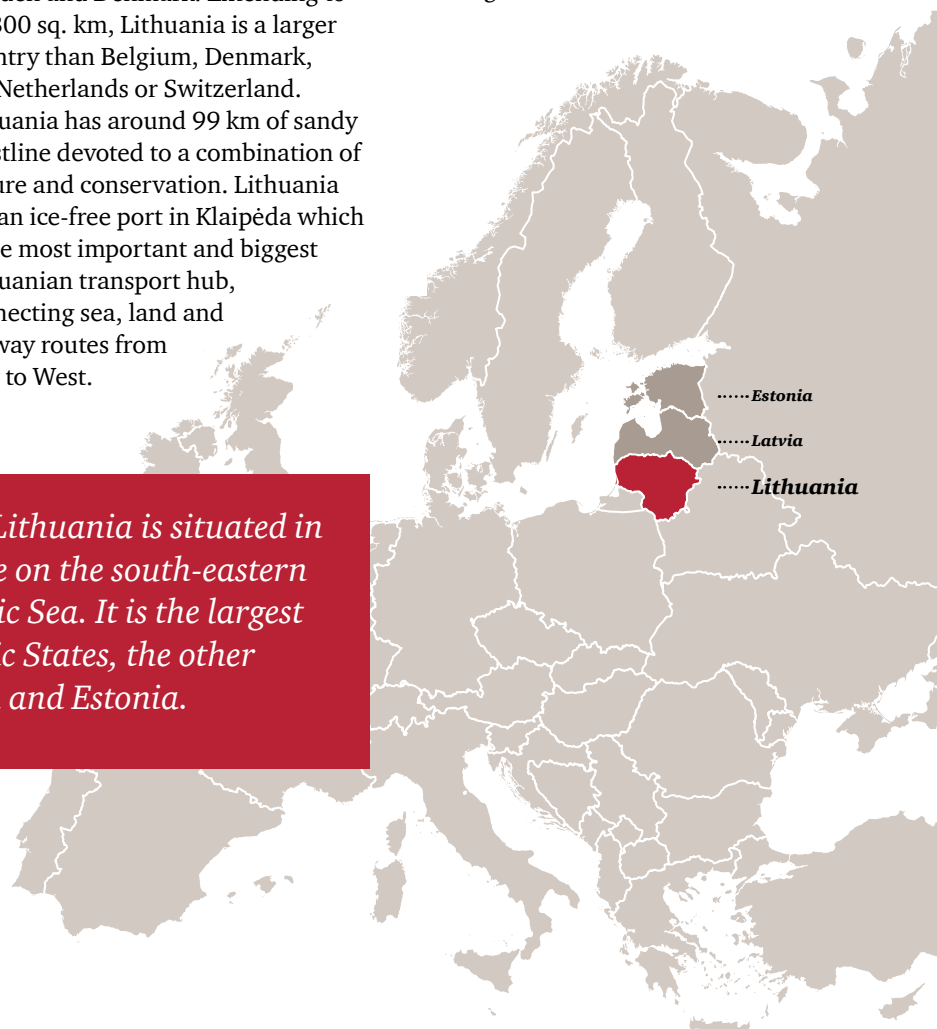 300 sq. km, Lithuania is a larger
ntry than Belgium, Denmark,
Netherlands or Switzerland.
uania has around 99 km of sandy
stline devoted to a combination of
ure and conservation. Lithuania
an ice-free port in Klaipėda which
e most important and biggest
uanian transport hub,
necting sea, land and
way routes from
to West.
Estonia
Latvia
Lithuania
Lithuania is situated in
e on the south-eastern
ic Sea. It is the largest
ic States, the other
and Estonia.